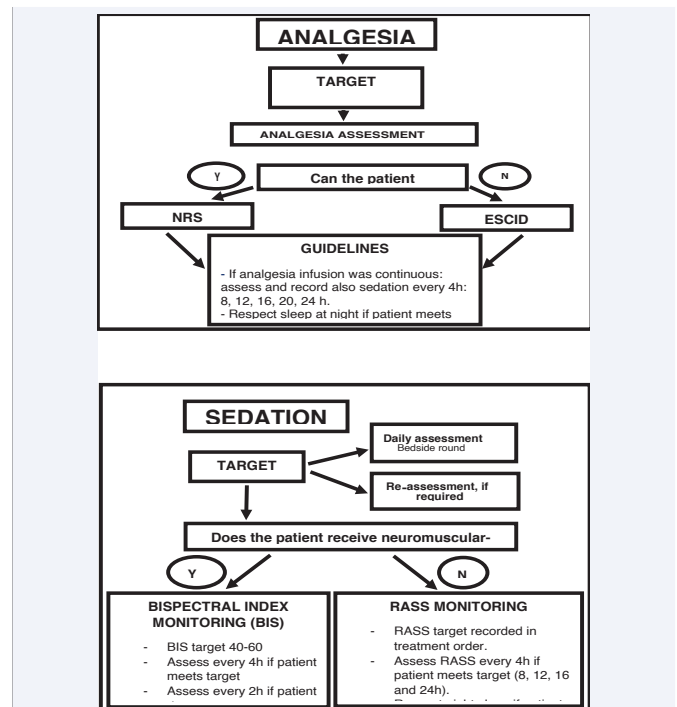 ANALGESIA
TARGET
ANALGESIA ASSESSMENT
Y
Can the patient
N
NRS
ESCID
GUIDELINES
- If analgesia infusion was continuous:
assess and record also sedation every 4h:
8, 12, 16, 20, 24 h.
- Respect sleep at night if patient meets
SEDATION
Daily assessment
Bedside round
TARGET
Re-assessment, if
required
Does the patient receive neuromuscular-
Y
N
BISPECTRAL INDEX
MONITORING (BIS)
- BIS target 40-60
- Assess every 4h if patient
meets target
- Assess every 2h if patient
RASS MONITORING
- RASS target recorded in
treatment order.
- Assess RASS every 4h if
patient meets target (8, 12, 16
and 24h).